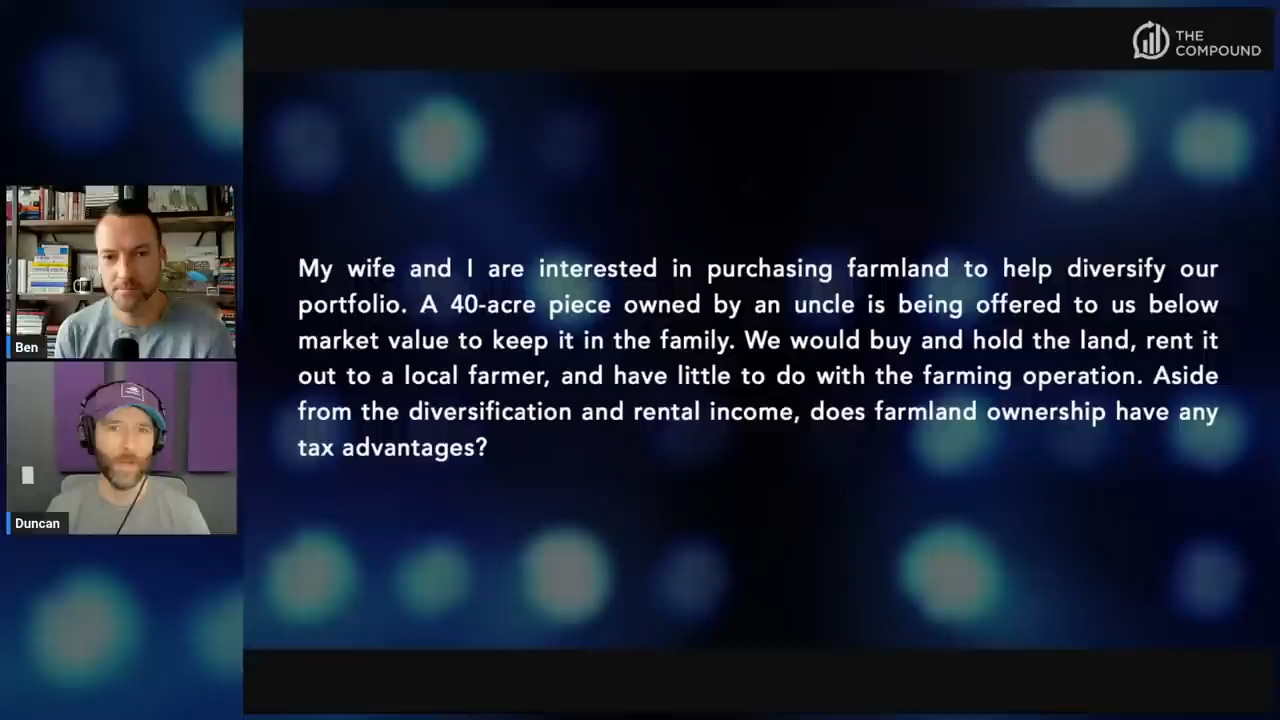 THE
COMPOUND
My wife and I are interested in purchasing farmland to help diversify our
portfolio. A 40-acre piece owned by an uncle is being offered to us below
market value to keep it in the family. We would buy and hold the land, rent it
out to a local farmer, and have little to do with the farming operation. Aside
from the diversification and rental income, does farmland ownership have any
tax advantages?
Ben
Duncan